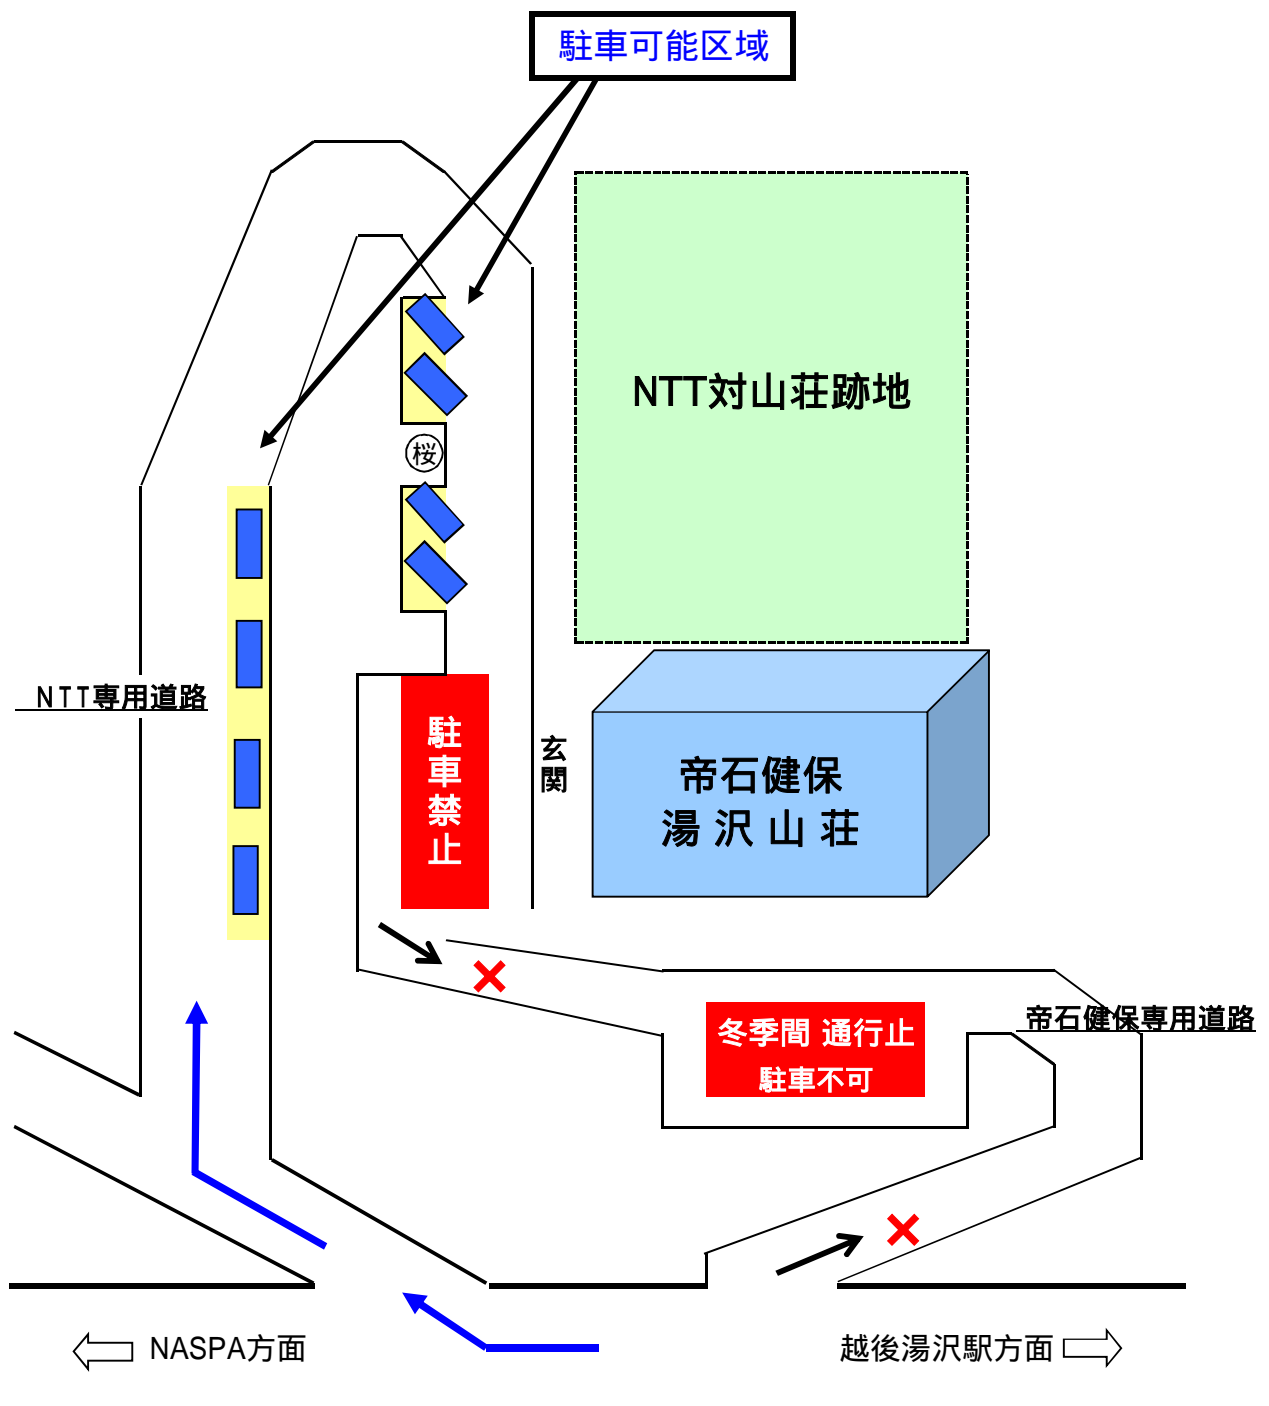 駐車可能区域
NTT対山荘跡地
桜
NTT専用道路
駐車禁止
玄関
帝石健保
湯沢山荘
帝石健保専用道路
冬季間 通行止
駐車不可
NASPA方面
越後湯沢駅方面